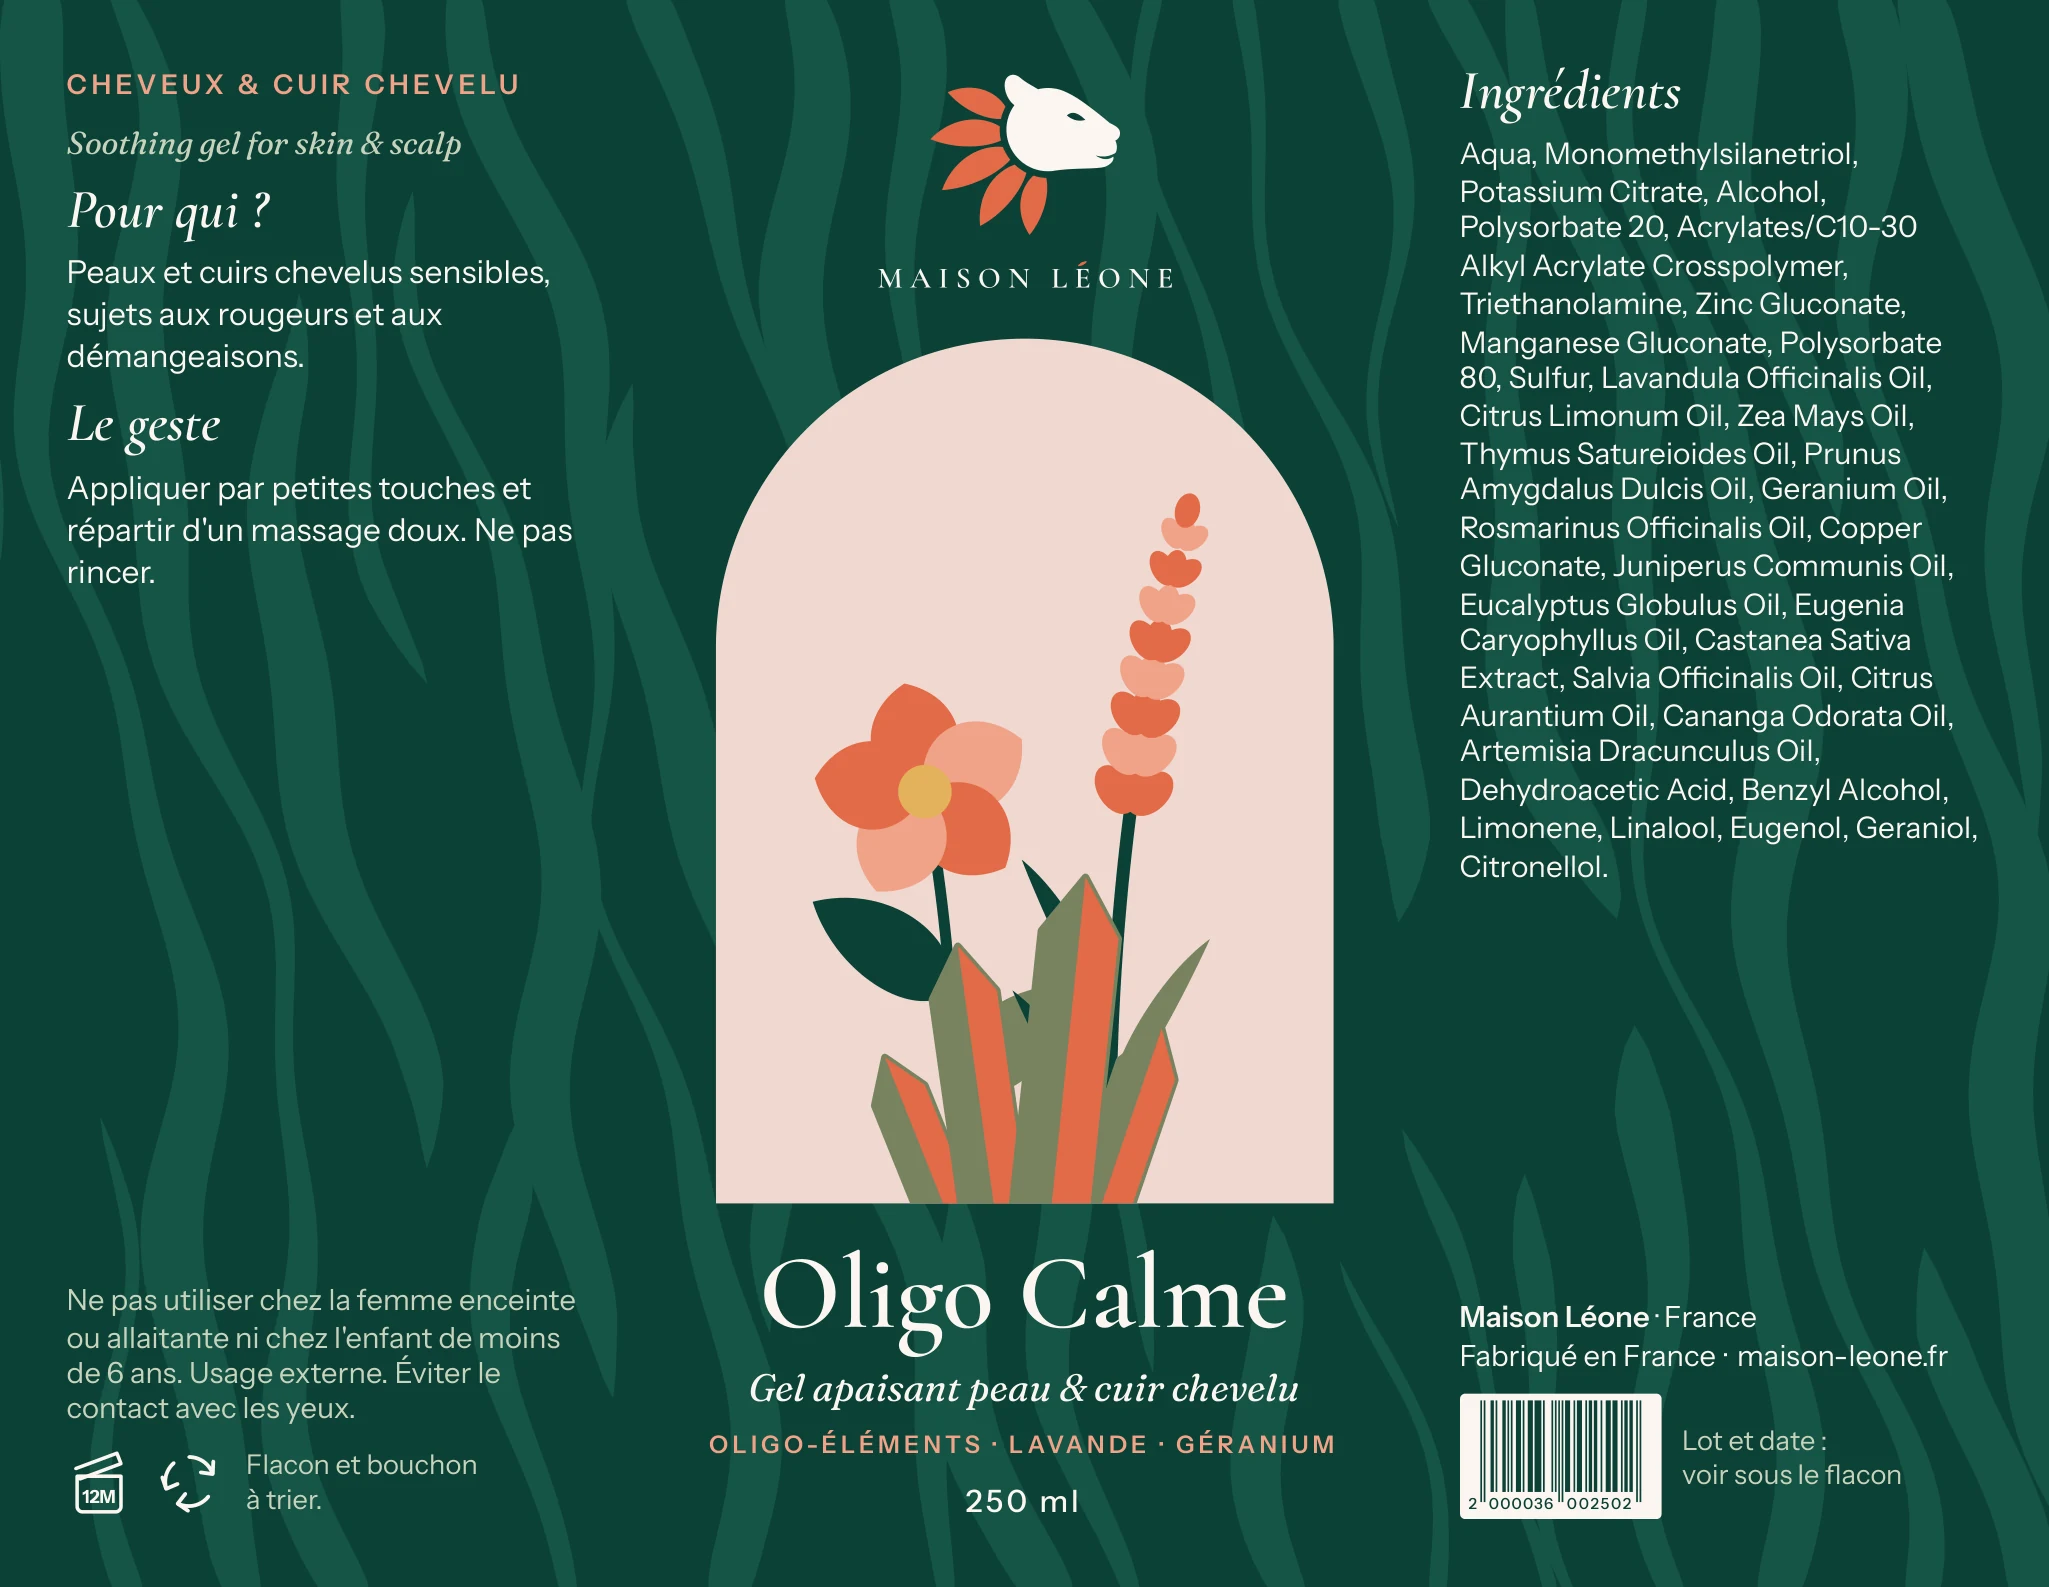 CHEVEUX & CUIR CHEVELU
Soothing gel for skin & scalp
Pour qui ?
Peaux et cuirs chevelus sensibles,
sujets aux rougeurs et aux
démangeaisons.
Le geste
Appliquer par petites touches et
répartir d'un massage doux. Ne pas
rincer.
Ne pas utiliser chez la femme enceinte
ou allaitante ni chez l'enfant de moins
de 6 ans. Usage externe. Éviter le
contact avec les yeux.
12M
Flacon et bouchon
à trier.
MAISON LÉONE
Oligo Calme
Gel apaisant peau & cuir chevelu
OLIGO-ÉLÉMENTS · LAVANDE · GÉRANIUM
250 ml
Ingrédients
Aqua, Monomethylsilanetriol,
Potassium Citrate, Alcohol,
Polysorbate 20, Acrylates/C10-30
Alkyl Acrylate Crosspolymer,
Triethanolamine, Zinc Gluconate,
Manganese Gluconate, Polysorbate
80, Sulfur, Lavandula Officinalis Oil,
Citrus Limonum Oil, Zea Mays Oil,
Thymus Satureioides Oil, Prunus
Amygdalus Dulcis Oil, Geranium Oil,
Rosmarinus Officinalis Oil, Copper
Gluconate, Juniperus Communis Oil,
Eucalyptus Globulus Oil, Eugenia
Caryophyllus Oil, Castanea Sativa
Extract, Salvia Officinalis Oil, Citrus
Aurantium Oil, Cananga Odorata Oil,
Artemisia Dracunculus Oil,
Dehydroacetic Acid, Benzyl Alcohol,
Limonene, Linalool, Eugenol, Geraniol,
Citronellol.
Maison Léone · France
Fabriqué en France · maison-leone.fr
2 000036 002502
Lot et date :
voir sous le flacon